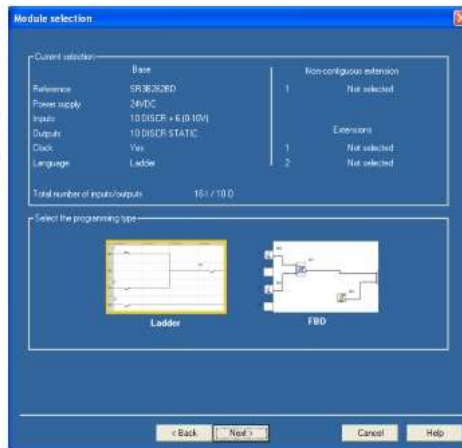 Module selection
Current selection
Base
Reference SR3B262BD
Power supply 24VDC
Inputs 10 DISCR + 6 (0-10V)
Outputs 10 DISCR STATIC
Clock Yes
Language Ladder
Total number of inputs/outputs 16 I / 10 O
Non-contiguous extension
1 Not selected
Extensions
1 Not selected
2 Not selected
Select the programming type
Ladder
FBD
< Back
Next >
Cancel
Help